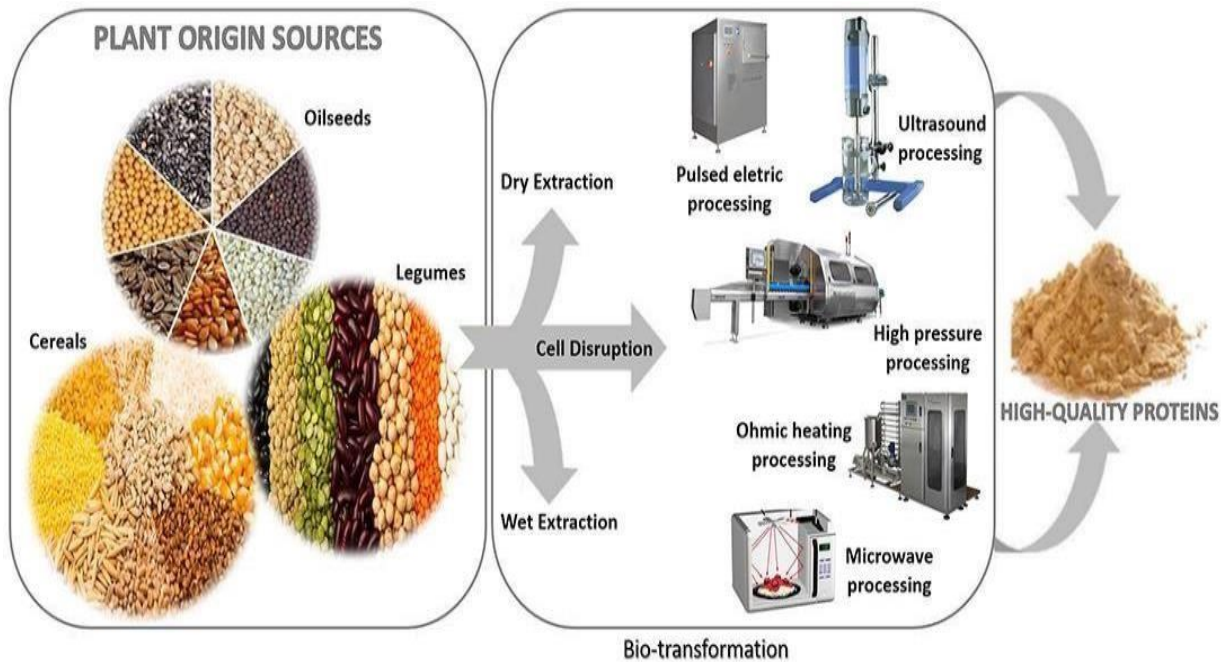 PLANT ORIGIN SOURCES
Oilseeds
Legumes
Cereals
Dry Extraction
Cell Disruption
Wet Extraction
Pulsed eletric
processing
Ultrasound
processing
High pressure
processing
Ohmic heating
processing
Microwave
processing
Bio-transformation
HIGH-QUALITY PROTEINS